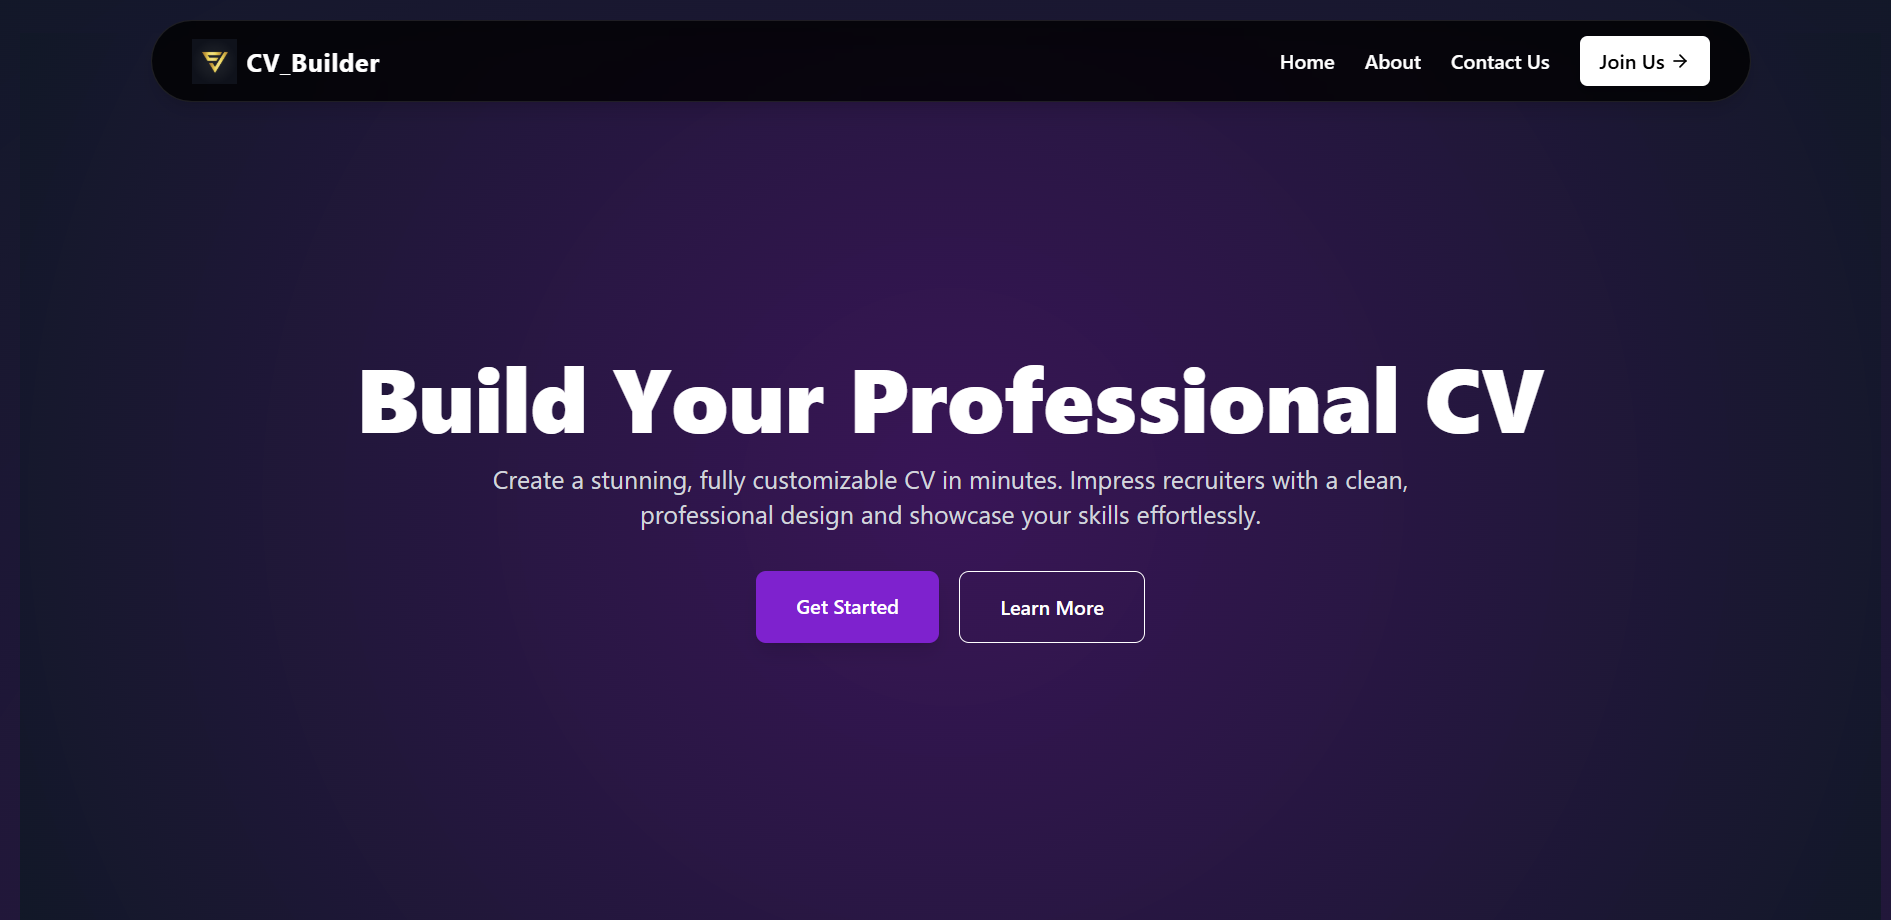 CV_Builder
Home
About
Contact Us
Join Us →
Build Your Professional CV
Create a stunning, fully customizable CV in minutes. Impress recruiters with a clean,
professional design and showcase your skills effortlessly.
Get Started
Learn More